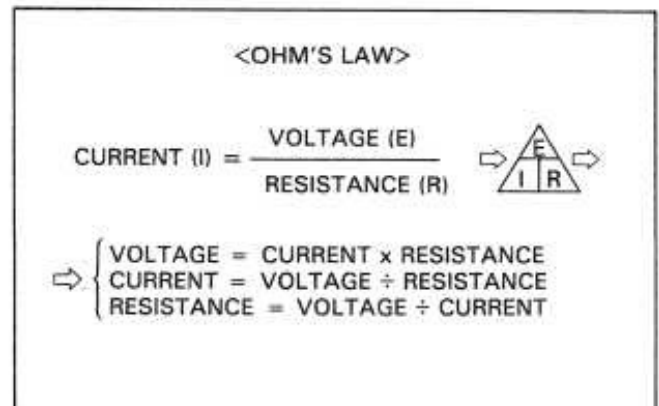 <OHM'S LAW>
CURRENT (I) = VOLTAGE (E)
RESISTANCE (R)
E
I R
VOLTAGE = CURRENT x RESISTANCE
CURRENT = VOLTAGE ÷ RESISTANCE
RESISTANCE = VOLTAGE ÷ CURRENT